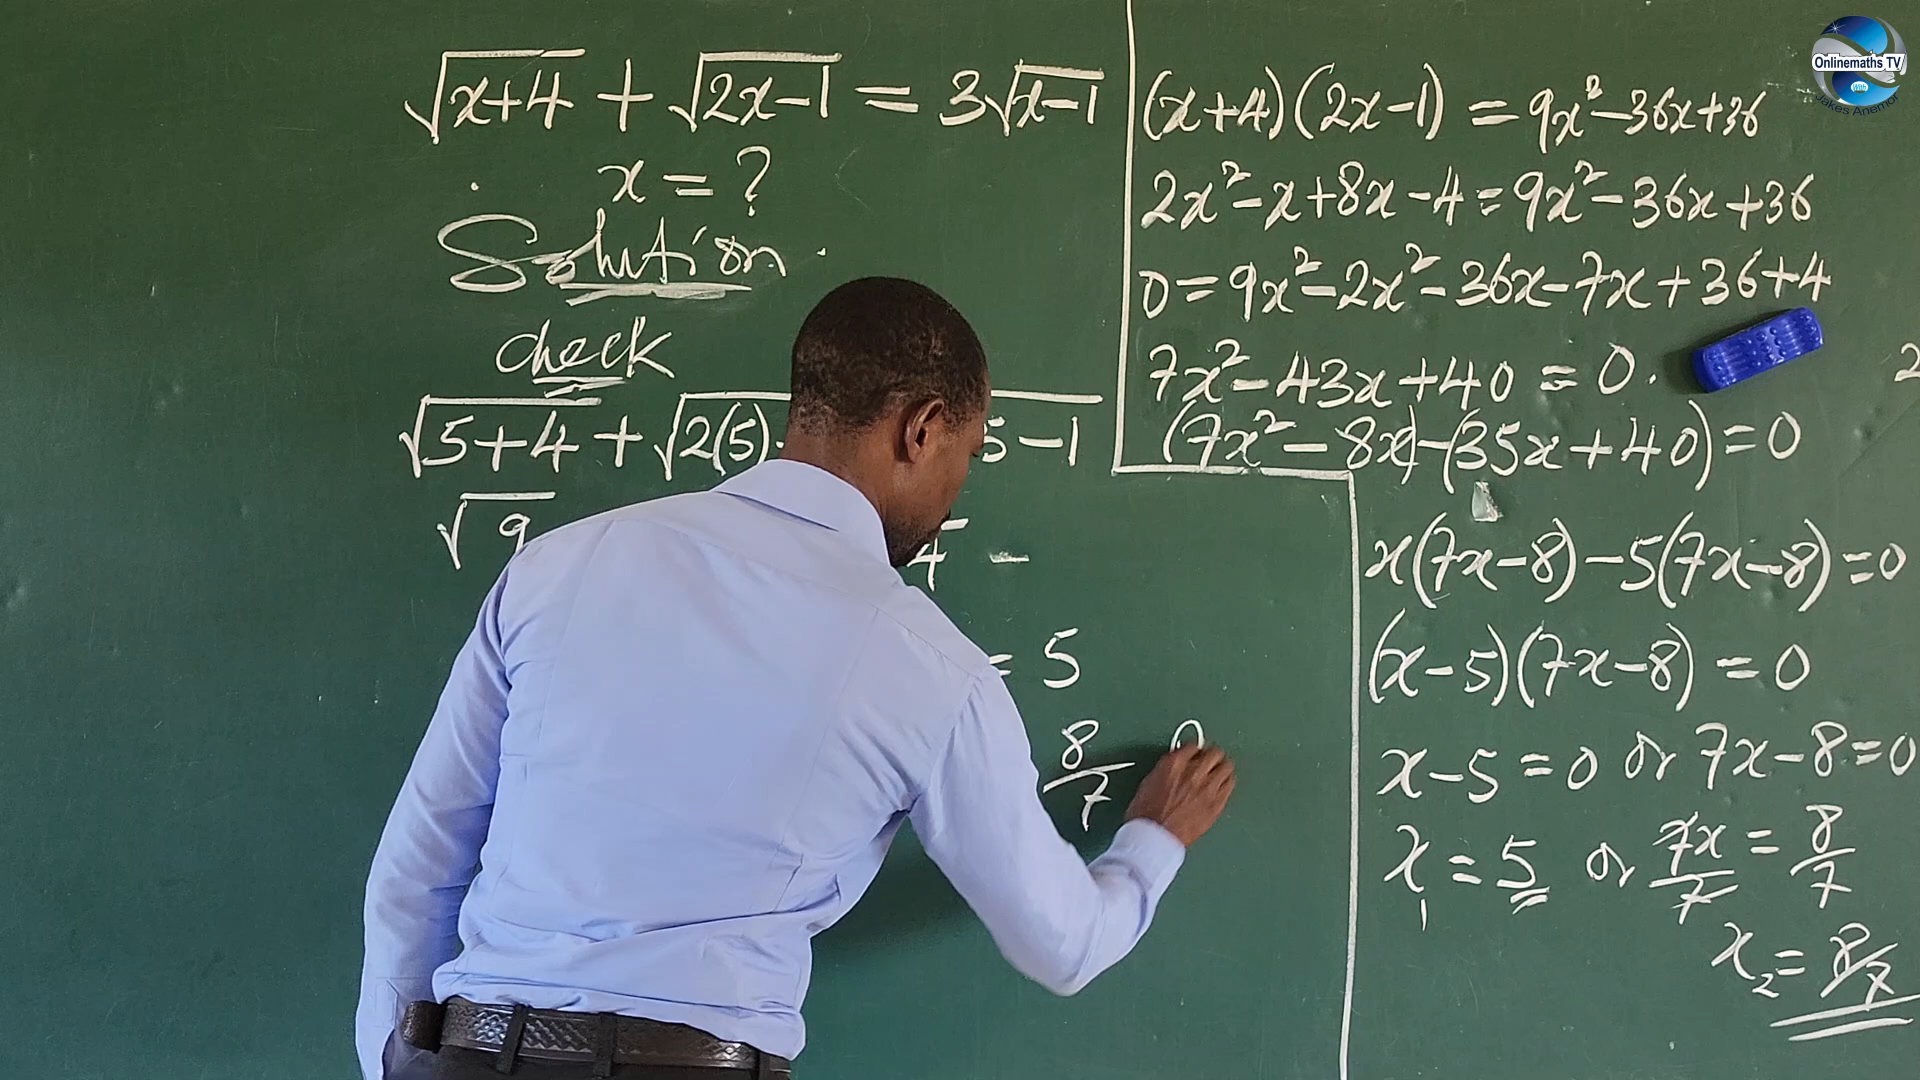 √(x+4) + √(2x-1) = 3√(x-1)
x = ?
Solution
check
√(5+4) + √(2(5) 5-1
√9 4 -
= 5
8/7
(x+4)(2x-1) = 9x²-36x+36
2x²-x+8x-4 = 9x²-36x+36
0 = 9x²-2x²-36x-7x+36+4
7x²-43x+40 = 0.
(7x²-8x)-(35x+40) = 0
x(7x-8)-5(7x-8) = 0
(x-5)(7x-8) = 0
x-5 = 0 or 7x-8 = 0
x₁ = 5 or 7x/7 = 8/7
x₂ = 8/7
2
Onlinemaths TV
Jakes Anemor